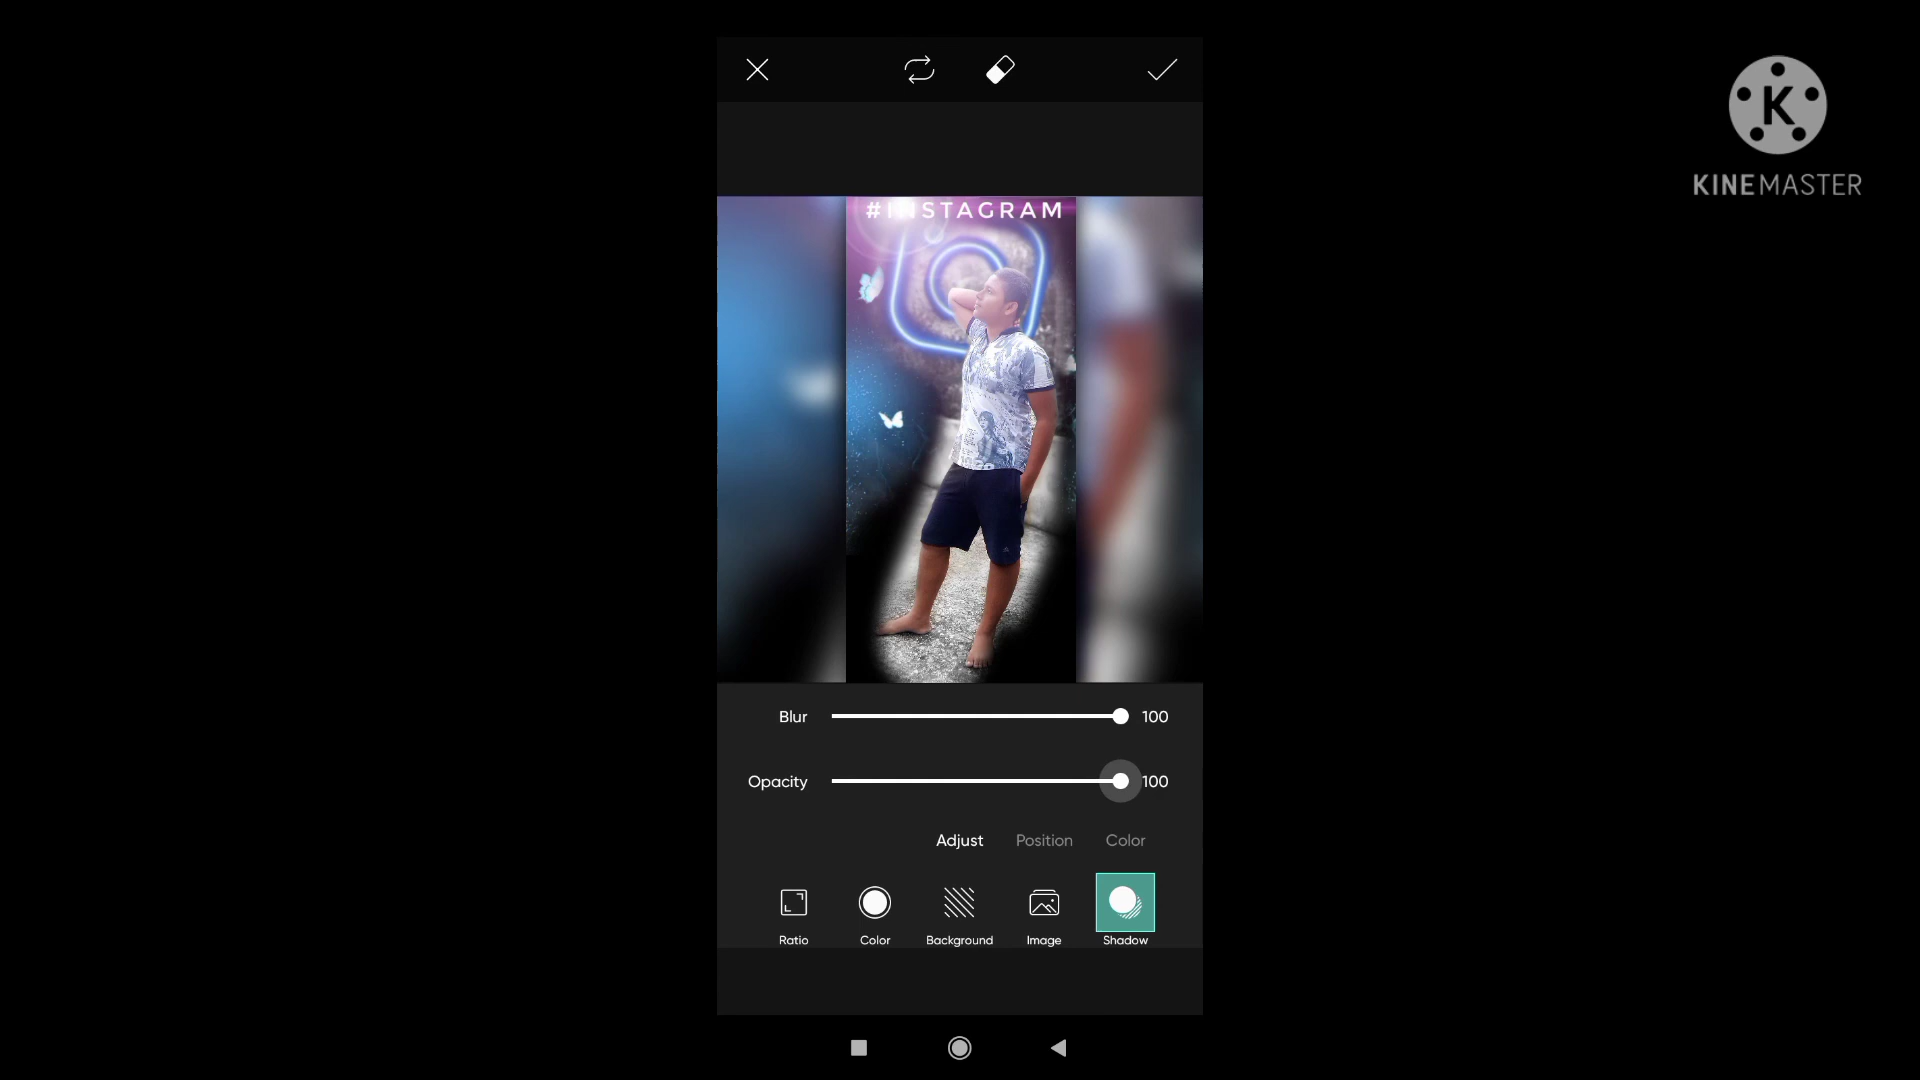 K
KINEMASTER
#INSTAGRAM
Blur 100
Opacity 100
Adjust Position Color
Ratio Color Background Image Shadow